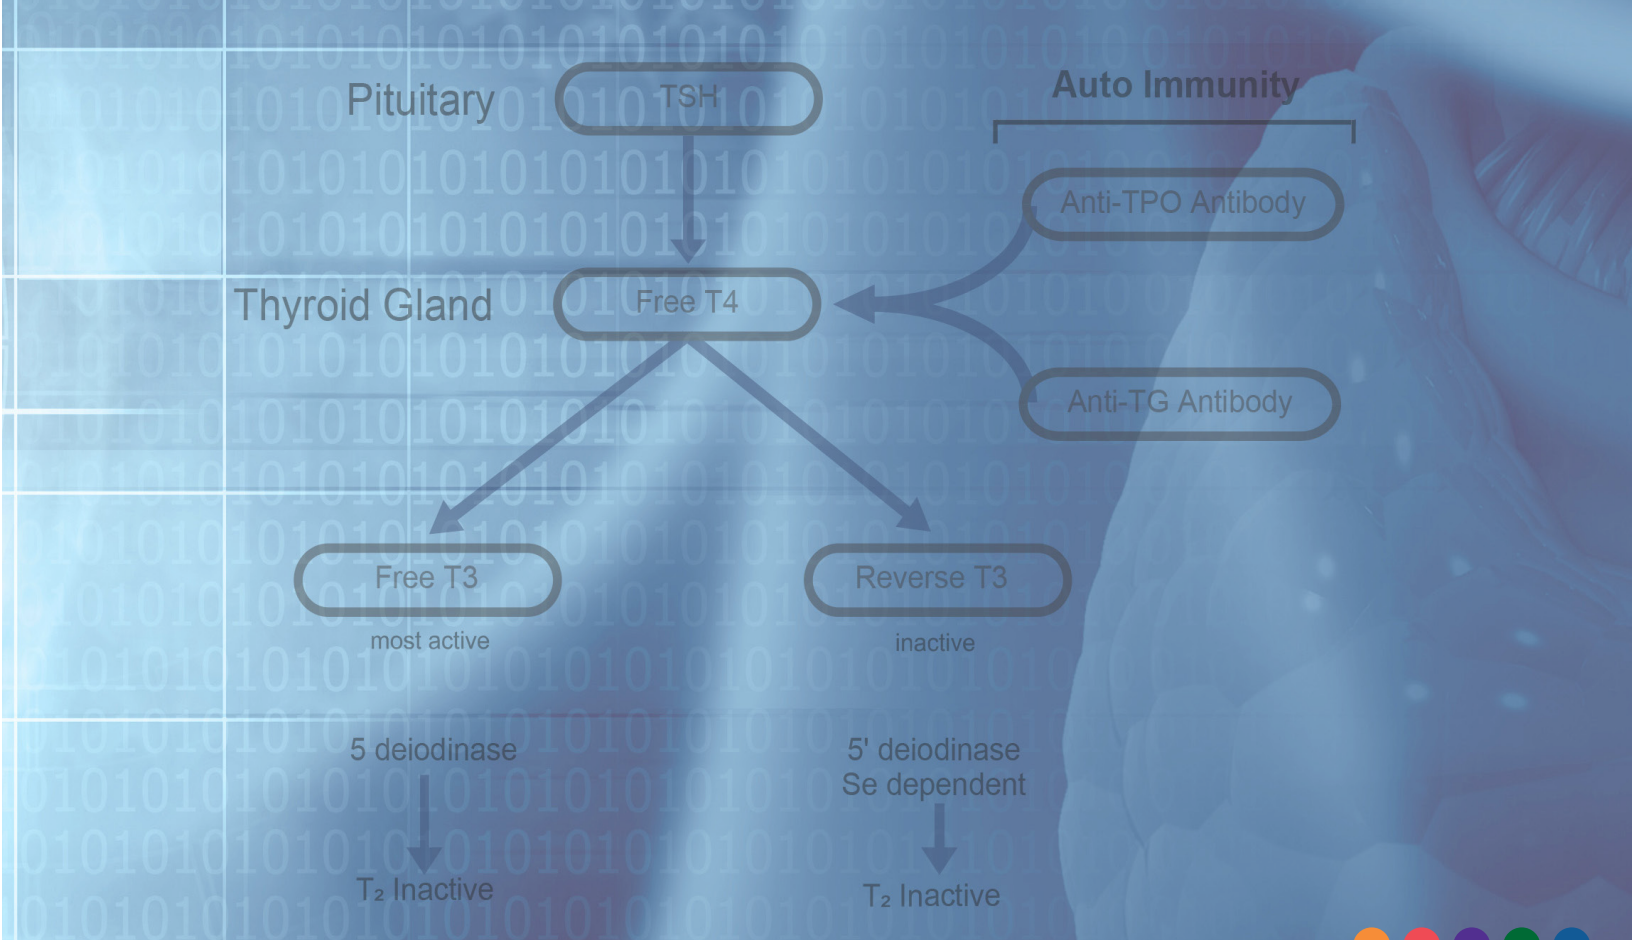 Pituitary
TSH
Auto Immunity
Anti-TPO Antibody
Thyroid Gland
Free T4
Anti-TG Antibody
Free T3
most active
Reverse T3
inactive
5 deiodinase
T₂ Inactive
5' deiodinase
Se dependent
T₂ Inactive